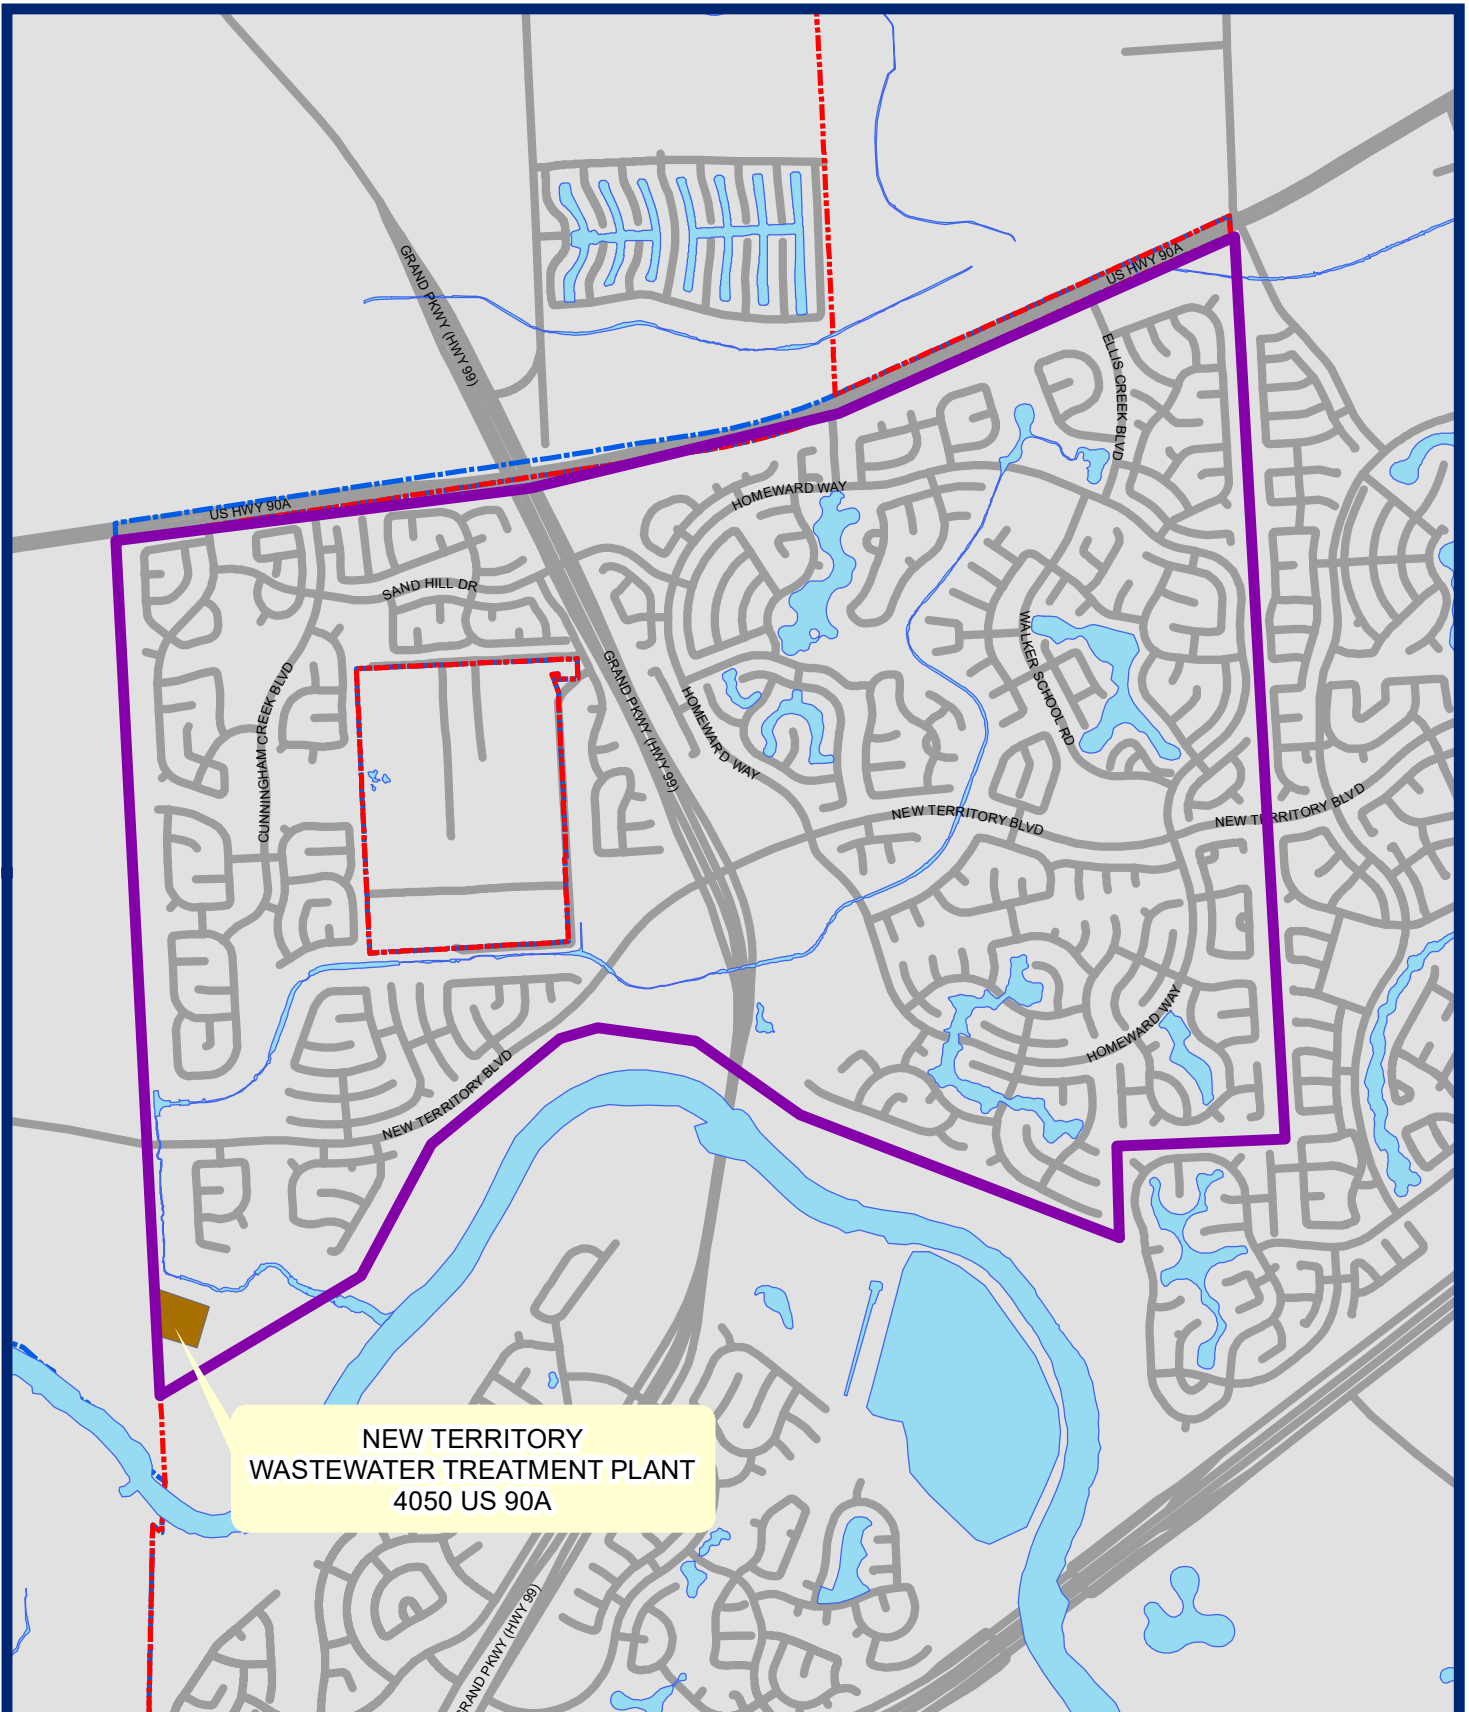 GRAND PKWY (HWY 99)
US HWY 90A
ELLIS CREEK BLVD
US HWY 90A
HOMEWARD WAY
SAND HILL DR
WALKER SCHOOL RD
CUNNINGHAM CREEK BLVD
GRAND PKWY (HWY 99)
HOMEWARD WAY
NEW TERRITORY BLVD
NEW TERRITORY BLVD
HOMEWARD WAY
NEW TERRITORY BLVD
NEW TERRITORY
WASTEWATER TREATMENT PLANT
4050 US 90A
GRAND PKWY (HWY 99)